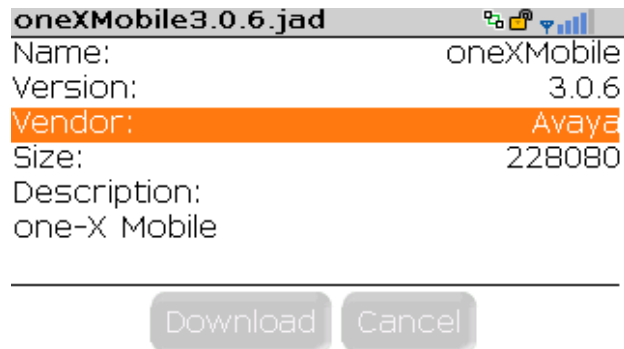 oneXMobile3.0.6.jad
Name: oneXMobile
Version: 3.0.6
Vendor: Avaya
Size: 228080
Description:
one-X Mobile
Download Cancel